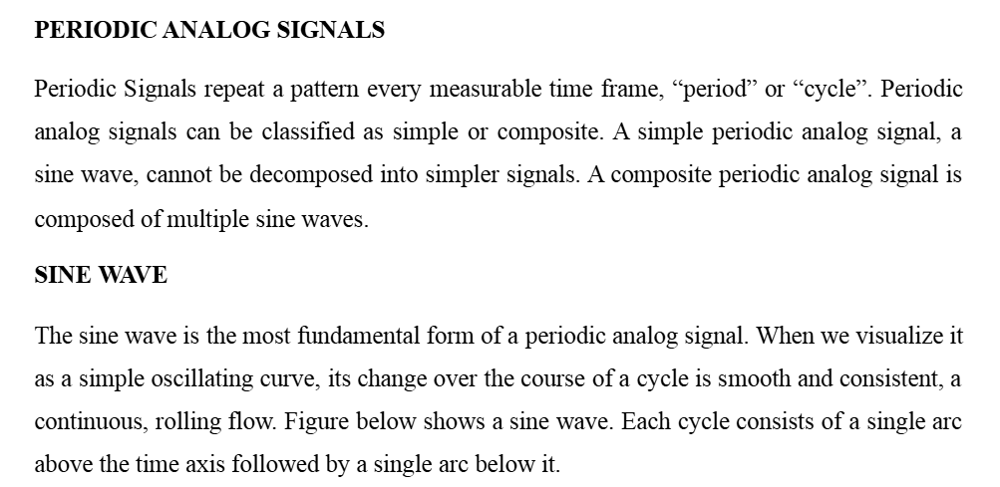 PERIODIC ANALOG SIGNALS
Periodic Signals repeat a pattern every measurable time frame, “period” or “cycle”. Periodic
analog signals can be classified as simple or composite. A simple periodic analog signal, a
sine wave, cannot be decomposed into simpler signals. A composite periodic analog signal is
composed of multiple sine waves.
SINE WAVE
The sine wave is the most fundamental form of a periodic analog signal. When we visualize it
as a simple oscillating curve, its change over the course of a cycle is smooth and consistent, a
continuous, rolling flow. Figure below shows a sine wave. Each cycle consists of a single arc
above the time axis followed by a single arc below it.